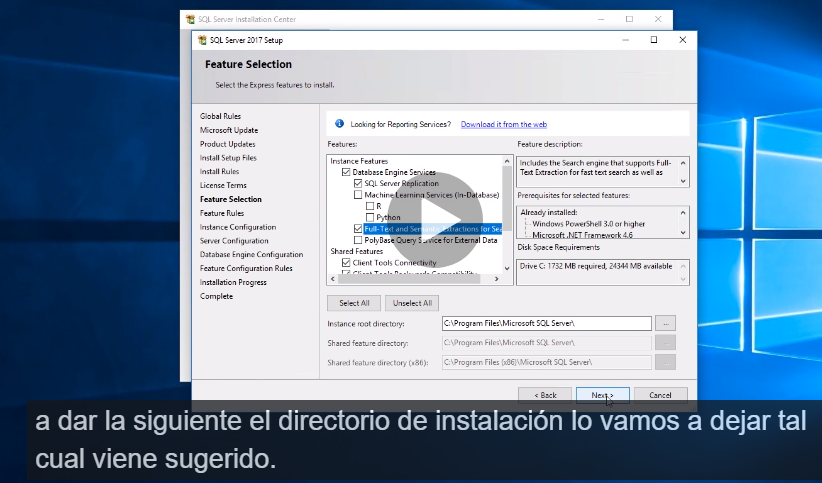 SQL Server Installation Center
SQL Server 2017 Setup
Feature Selection
Select the Express features to install.
Global Rules
Microsoft Update
Product Updates
Install Setup Files
Install Rules
License Terms
Feature Selection
Feature Rules
Instance Configuration
Server Configuration
Database Engine Configuration
Feature Configuration Rules
Installation Progress
Complete
Looking for Reporting Services? Download it from the web
Features:
Instance Features
Database Engine Services
SQL Server Replication
Machine Learning Services (In-Database)
R
Python
Full-Text and Semantic Extractions for Sea
PolyBase Query Service for External Data
Shared Features
Client Tools Connectivity
Client Tools Backwards Compatibility
Feature description:
Includes the Search engine that supports Full-
Text Extraction for fast text search as well as
Prerequisites for selected features:
Already installed:
Windows PowerShell 3.0 or higher
Microsoft .NET Framework 4.6
Disk Space Requirements
Drive C: 1732 MB required, 24344 MB available
Select All
Unselect All
Instance root directory:
C:\Program Files\Microsoft SQL Server\
...
Shared feature directory:
C:\Program Files\Microsoft SQL Server\
...
Shared feature directory (x86):
C:\Program Files (x86)\Microsoft SQL Server\
...
< Back
Next >
Cancel
a dar la siguiente el directorio de instalación lo vamos a dejar tal
cual viene sugerido.